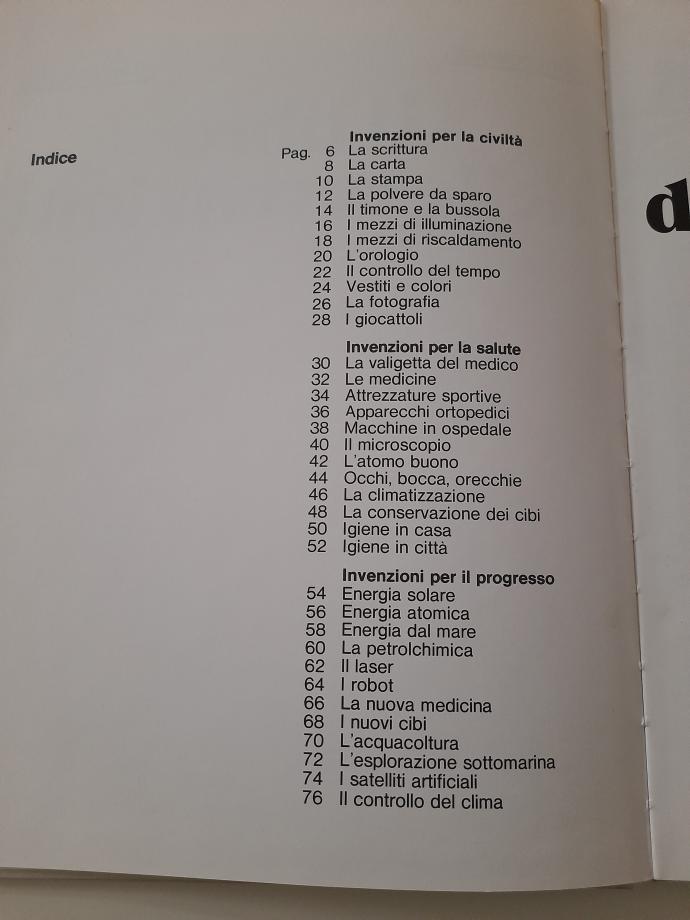 Indice
Invenzioni per la civiltà
Pag. 6 La scrittura
8 La carta
10 La stampa
12 La polvere da sparo
14 Il timone e la bussola
16 I mezzi di illuminazione
18 I mezzi di riscaldamento
20 L'orologio
22 Il controllo del tempo
24 Vestiti e colori
26 La fotografia
28 I giocattoli
Invenzioni per la salute
30 La valigetta del medico
32 Le medicine
34 Attrezzature sportive
36 Apparecchi ortopedici
38 Macchine in ospedale
40 Il microscopio
42 L'atomo buono
44 Occhi, bocca, orecchie
46 La climatizzazione
48 La conservazione dei cibi
50 Igiene in casa
52 Igiene in città
Invenzioni per il progresso
54 Energia solare
56 Energia atomica
58 Energia dal mare
60 La petrolchimica
62 Il laser
64 I robot
66 La nuova medicina
68 I nuovi cibi
70 L'acquacoltura
72 L'esplorazione sottomarina
74 I satelliti artificiali
76 Il controllo del clima
d